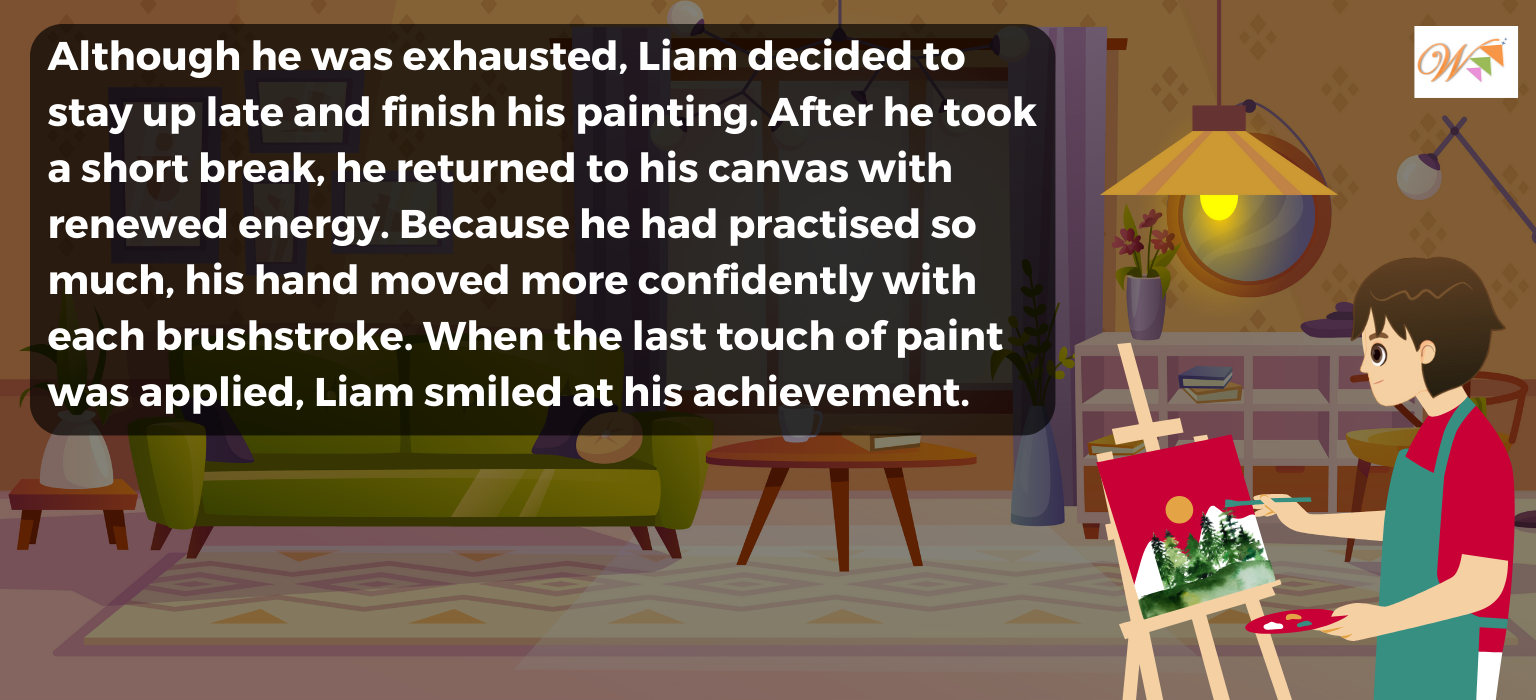 Although he was exhausted, Liam decided to
stay up late and finish his painting. After he took
a short break, he returned to his canvas with
renewed energy. Because he had practised so
much, his hand moved more confidently with
each brushstroke. When the last touch of paint
was applied, Liam smiled at his achievement.
W